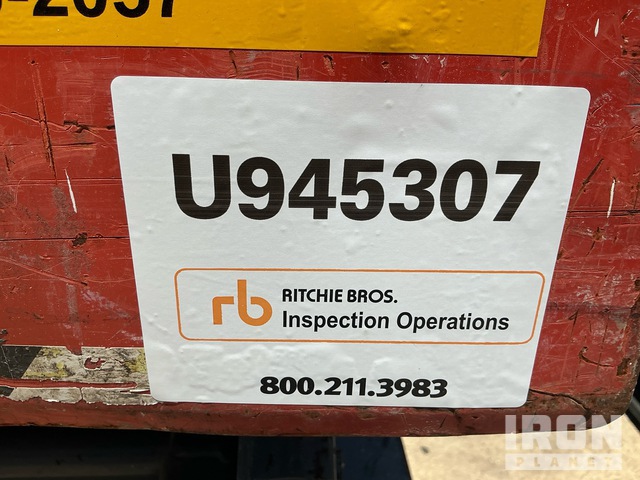 U945307
rb RITCHIE BROS.
Inspection Operations
800.211.3983
IRON
PLANET